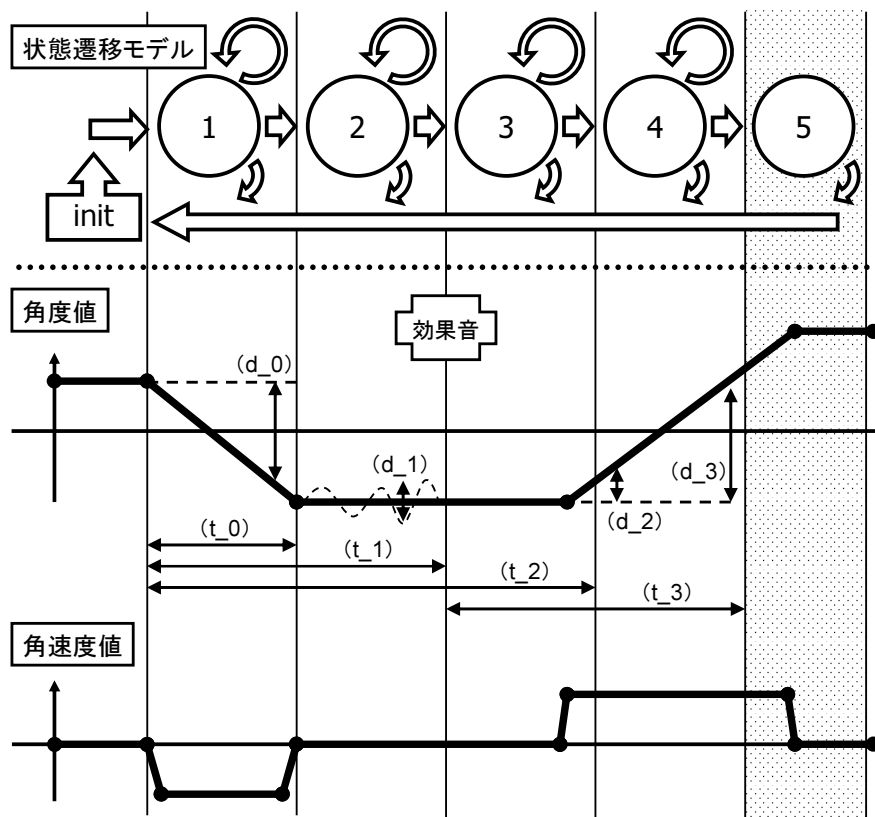 状態遷移モデル
1
2
3
4
5
init
角度値
効果音
(d_0)
(d_1)
(d_3)
(d_2)
(t_0)
(t_1)
(t_2)
(t_3)
角速度値